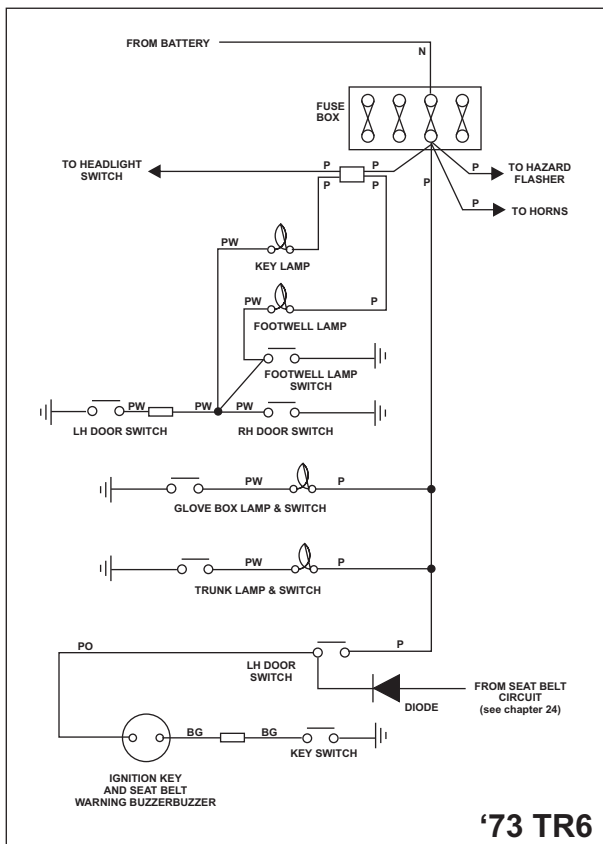 FROM BATTERY
N
FUSE
BOX
TO HEADLIGHT
SWITCH
P
P
P
P
P
P
TO HAZARD
FLASHER
P
TO HORNS
PW
KEY LAMP
PW
P
FOOTWELL LAMP
FOOTWELL LAMP
SWITCH
PW
PW
PW
LH DOOR SWITCH
RH DOOR SWITCH
PW
P
GLOVE BOX LAMP & SWITCH
PW
P
TRUNK LAMP & SWITCH
PO
P
LH DOOR
SWITCH
DIODE
FROM SEAT BELT
CIRCUIT
(see chapter 24)
BG
BG
KEY SWITCH
IGNITION KEY
AND SEAT BELT
WARNING BUZZERBUZZER
‘73 TR6